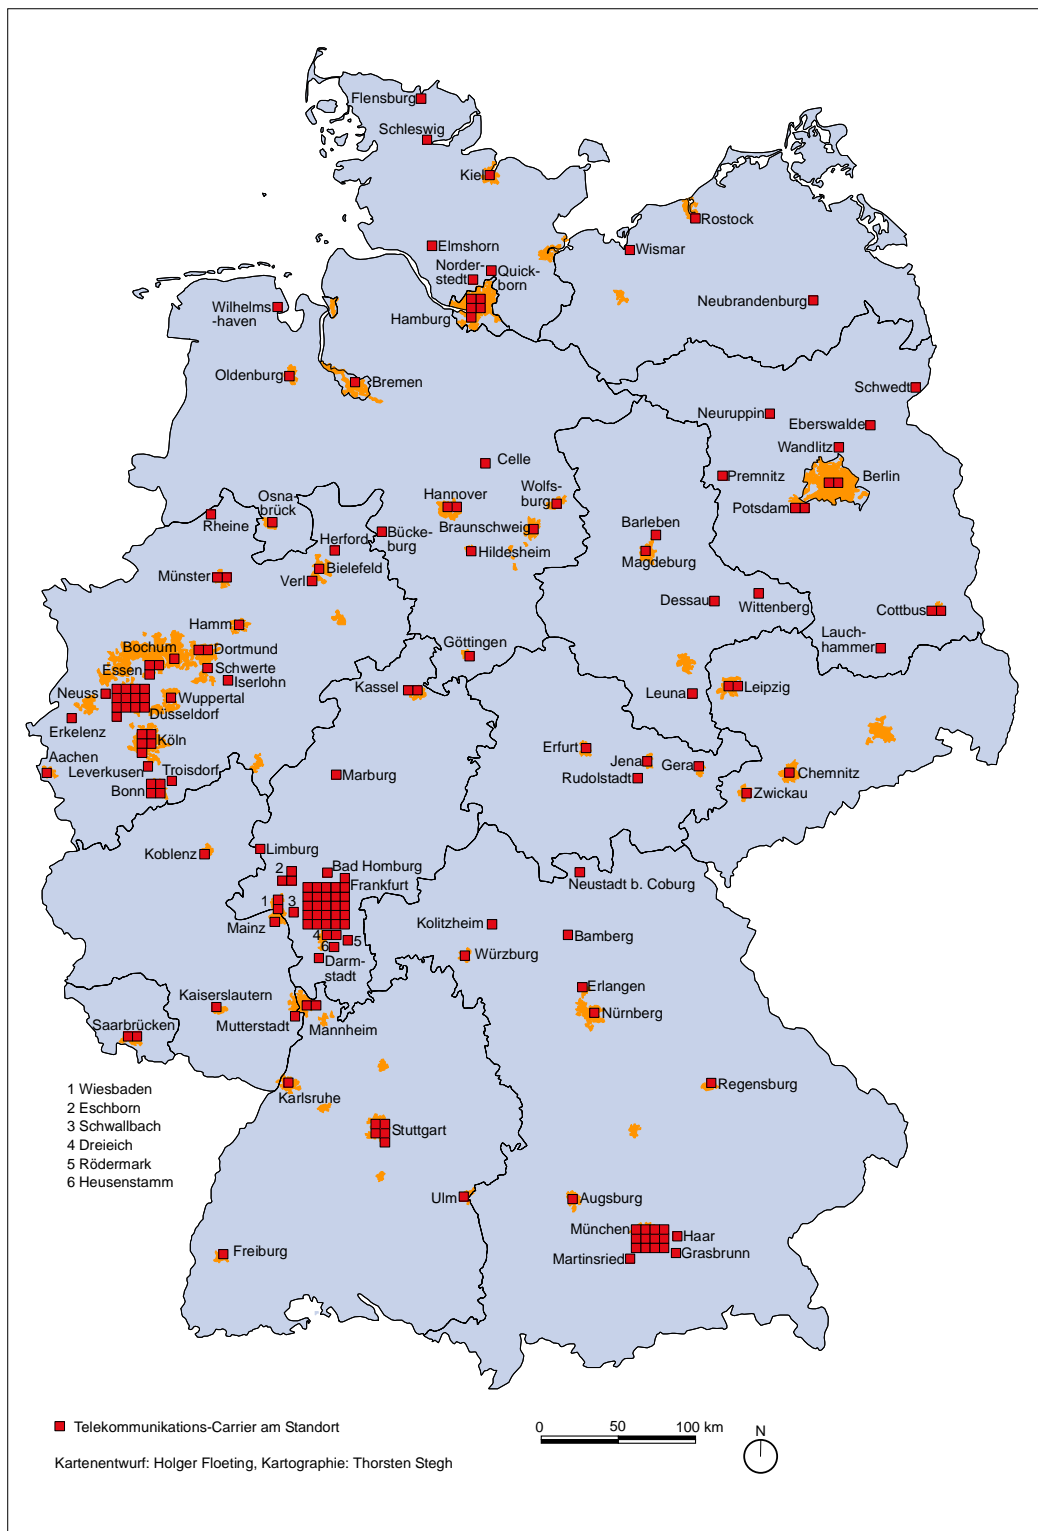 Flensburg
Schleswig
Kiel
Rostock
Elmshorn
Wismar
Norder-
stedt
Quick-
born
Neubrandenburg
Wilhelms
-haven
Hamburg
Oldenburg
Bremen
Schwedt
Neuruppin
Eberswalde
Wandlitz
Celle
Premnitz
Berlin
Hannover
Wolfs-
burg
Potsdam
Osna-
brück
Rheine
Braunschweig
Barleben
Bücke-
burg
Herford
Hildesheim
Magdeburg
Münster
Bielefeld
Verl
Dessau
Wittenberg
Cottbus
Hamm
Lauch-
hammer
Bochum
Dortmund
Göttingen
Essen
Schwerte
Iserlohn
Kassel
Leuna
Leipzig
Neuss
Wuppertal
Düsseldorf
Erkelenz
Köln
Erfurt
Aachen
Leverkusen
Troisdorf
Marburg
Jena
Gera
Rudolstadt
Chemnitz
Bonn
Zwickau
Koblenz
Limburg
2
Bad Homburg
Neustadt b. Coburg
Frankfurt
1
3
Mainz
Kolitzheim
4
5
6
Bamberg
Würzburg
Darm-
stadt
Erlangen
Kaiserslautern
Nürnberg
Saarbrücken
Mutterstadt
Mannheim
Regensburg
1 Wiesbaden
Karlsruhe
2 Eschborn
3 Schwallbach
Stuttgart
4 Dreieich
5 Rödermark
6 Heusenstamm
Ulm
Augsburg
München
Haar
Freiburg
Martinsried
Grasbrunn
Telekommunikations-Carrier am Standort
0 50 100 km
N
Kartenentwurf: Holger Floeting, Kartographie: Thorsten Stegh